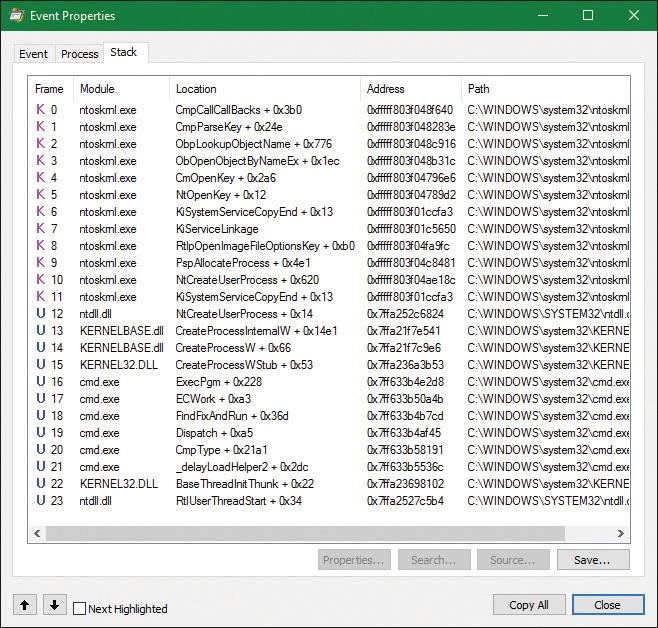 Event Properties
Event Process Stack
Frame Module Location Address Path
K 0 ntoskrnl.exe CmpCallCallBacks + 0x3b0 0xfffff803f048f640 C:\WINDOWS\system32\ntoskrnl
K 1 ntoskrnl.exe CmpParseKey + 0x24e 0xfffff803f048283e C:\WINDOWS\system32\ntoskrnl
K 2 ntoskrnl.exe ObpLookupObjectName + 0x776 0xfffff803f048c916 C:\WINDOWS\system32\ntoskrnl
K 3 ntoskrnl.exe ObOpenObjectByNameEx + 0x1ec 0xfffff803f048b31c C:\WINDOWS\system32\ntoskrnl
K 4 ntoskrnl.exe CmOpenKey + 0x2a6 0xfffff803f04796e6 C:\WINDOWS\system32\ntoskrnl
K 5 ntoskrnl.exe NtOpenKey + 0x12 0xfffff803f04789d2 C:\WINDOWS\system32\ntoskrnl
K 6 ntoskrnl.exe KiSystemServiceCopyEnd + 0x13 0xfffff803f01ccfa3 C:\WINDOWS\system32\ntoskrnl
K 7 ntoskrnl.exe KiServiceLinkage 0xfffff803f01c5650 C:\WINDOWS\system32\ntoskrnl
K 8 ntoskrnl.exe RtlpOpenImageFileOptionsKey + 0xb0 0xfffff803f04fa9fc C:\WINDOWS\system32\ntoskrnl
K 9 ntoskrnl.exe PspAllocateProcess + 0x4e1 0xfffff803f04c8481 C:\WINDOWS\system32\ntoskrnl
K 10 ntoskrnl.exe NtCreateUserProcess + 0x620 0xfffff803f04ae18c C:\WINDOWS\system32\ntoskrnl
K 11 ntoskrnl.exe KiSystemServiceCopyEnd + 0x13 0xfffff803f01ccfa3 C:\WINDOWS\system32\ntoskrnl
U 12 ntdll.dll NtCreateUserProcess + 0x14 0x7ffa252c6824 C:\WINDOWS\SYSTEM32\ntdll.c
U 13 KERNELBASE.dll CreateProcessInternalW + 0x14e1 0x7ffa21f7e541 C:\WINDOWS\system32\KERNE
U 14 KERNELBASE.dll CreateProcessW + 0x66 0x7ffa21f7c9e6 C:\WINDOWS\system32\KERNE
U 15 KERNEL32.DLL CreateProcessWStub + 0x53 0x7ffa236a3b53 C:\WINDOWS\system32\KERNE
U 16 cmd.exe ExecPgm + 0x228 0x7ff633b4e2d8 C:\WINDOWS\system32\cmd.exe
U 17 cmd.exe ECWork + 0xa3 0x7ff633b50a4b C:\WINDOWS\system32\cmd.exe
U 18 cmd.exe FindFixAndRun + 0x36d 0x7ff633b4b7cd C:\WINDOWS\system32\cmd.exe
U 19 cmd.exe Dispatch + 0xa5 0x7ff633b4af45 C:\WINDOWS\system32\cmd.exe
U 20 cmd.exe CmpType + 0x21a1 0x7ff633b58191 C:\WINDOWS\system32\cmd.exe
U 21 cmd.exe _delayLoadHelper2 + 0x2dc 0x7ff633b5536c C:\WINDOWS\system32\cmd.exe
U 22 KERNEL32.DLL BaseThreadInitThunk + 0x22 0x7ffa23698102 C:\WINDOWS\system32\KERNE
U 23 ntdll.dll RtlUserThreadStart + 0x34 0x7ffa2527c5b4 C:\WINDOWS\SYSTEM32\ntdll.c
Properties... Search... Source... Save...
Next Highlighted Copy All Close